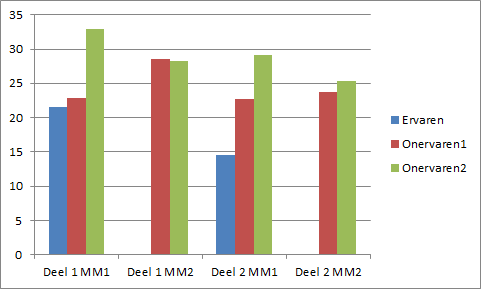 35
30
25
20
15
10
5
0
Deel 1 MM1
Deel 1 MM2
Deel 2 MM1
Deel 2 MM2
Ervaren
Onervaren1
Onervaren2